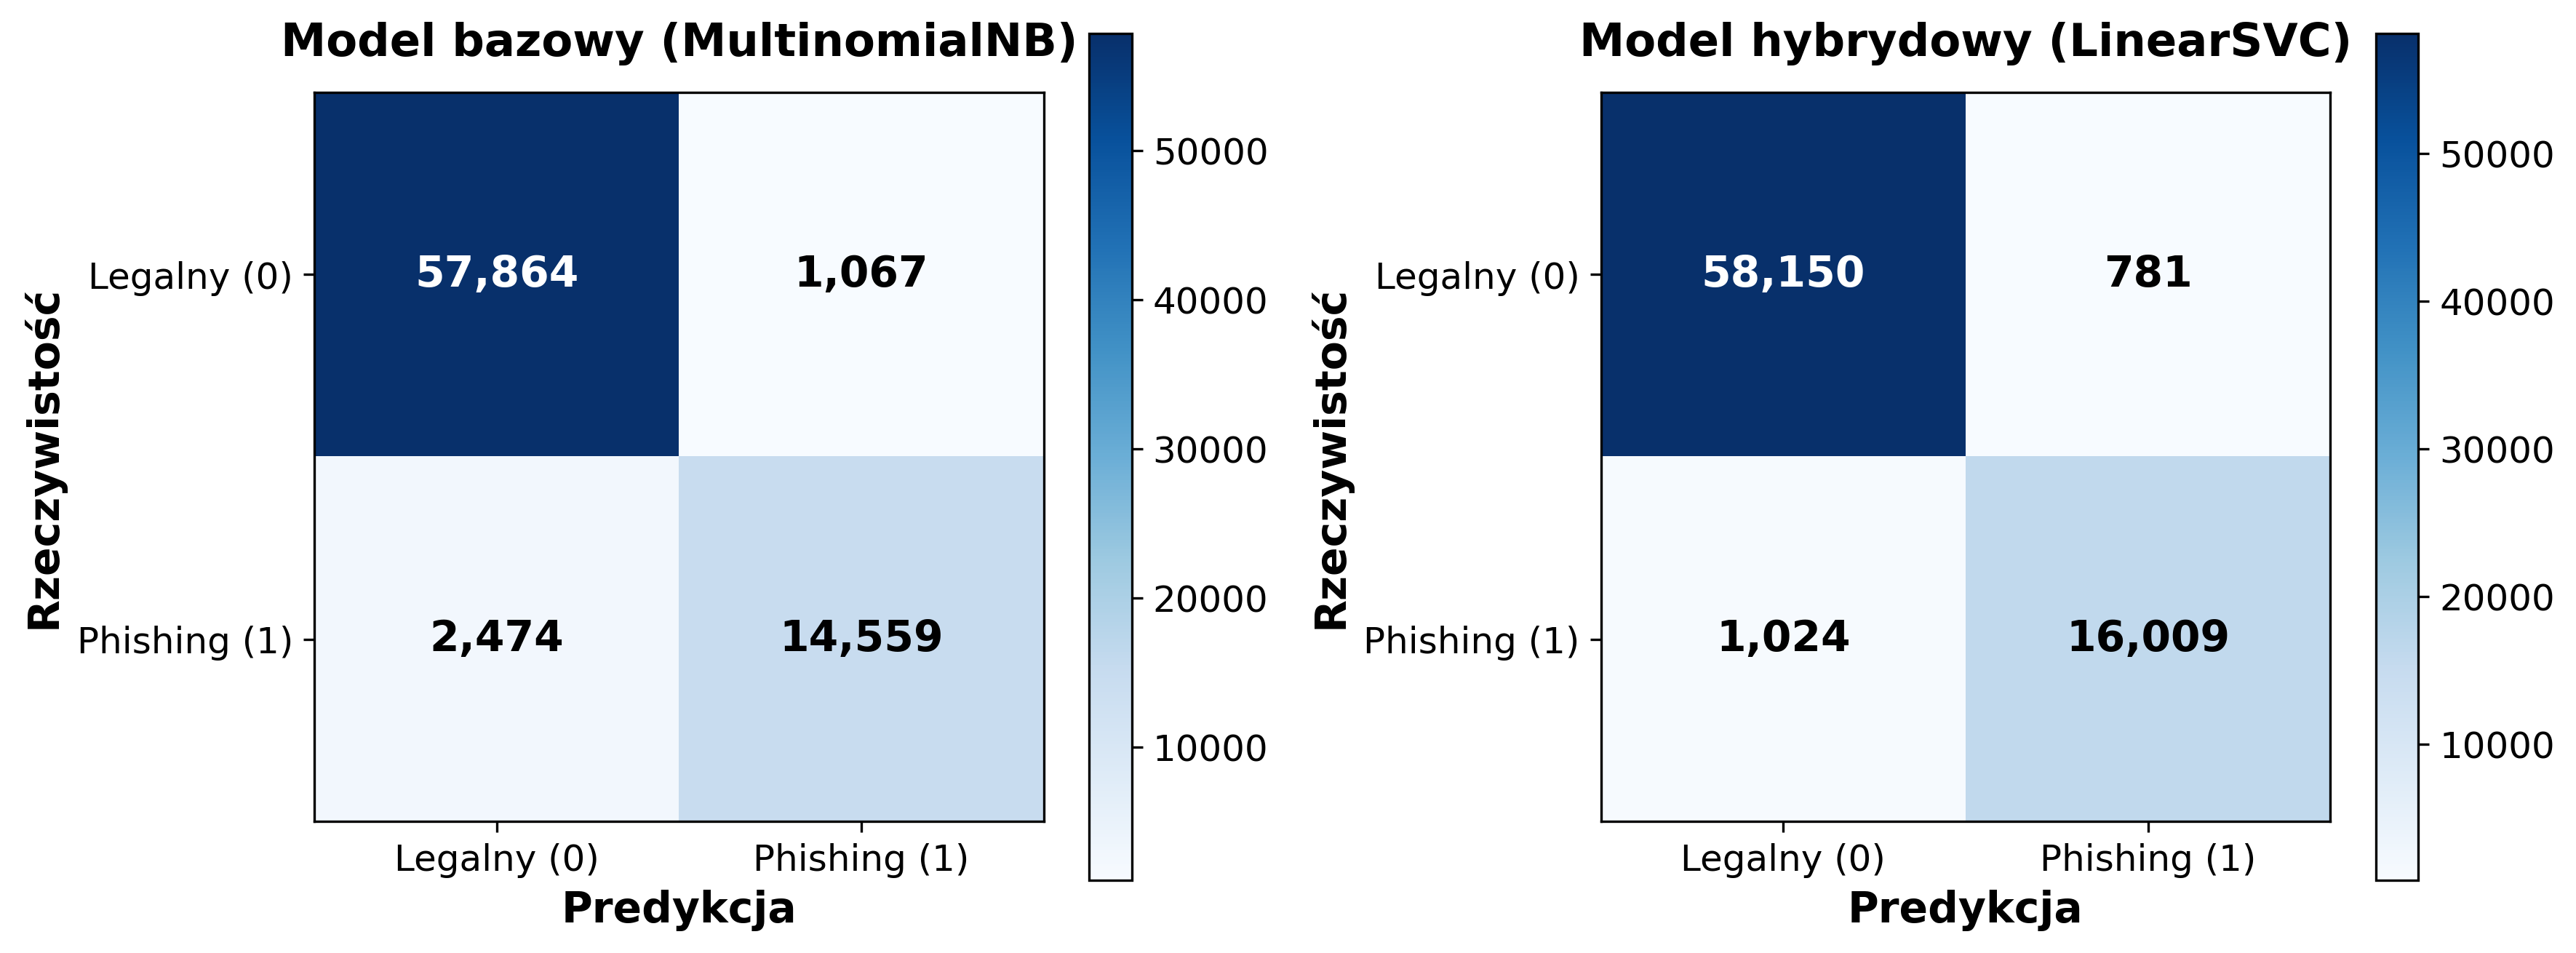 Model bazowy (MultinomialNB)
Rzeczywistość
Legalny (0)
Phishing (1)
57,864
1,067
2,474
14,559
Legalny (0)
Phishing (1)
Predykcja
50000
40000
30000
20000
10000
Model hybrydowy (LinearSVC)
Rzeczywistość
Legalny (0)
Phishing (1)
58,150
781
1,024
16,009
Legalny (0)
Phishing (1)
Predykcja
50000
40000
30000
20000
10000